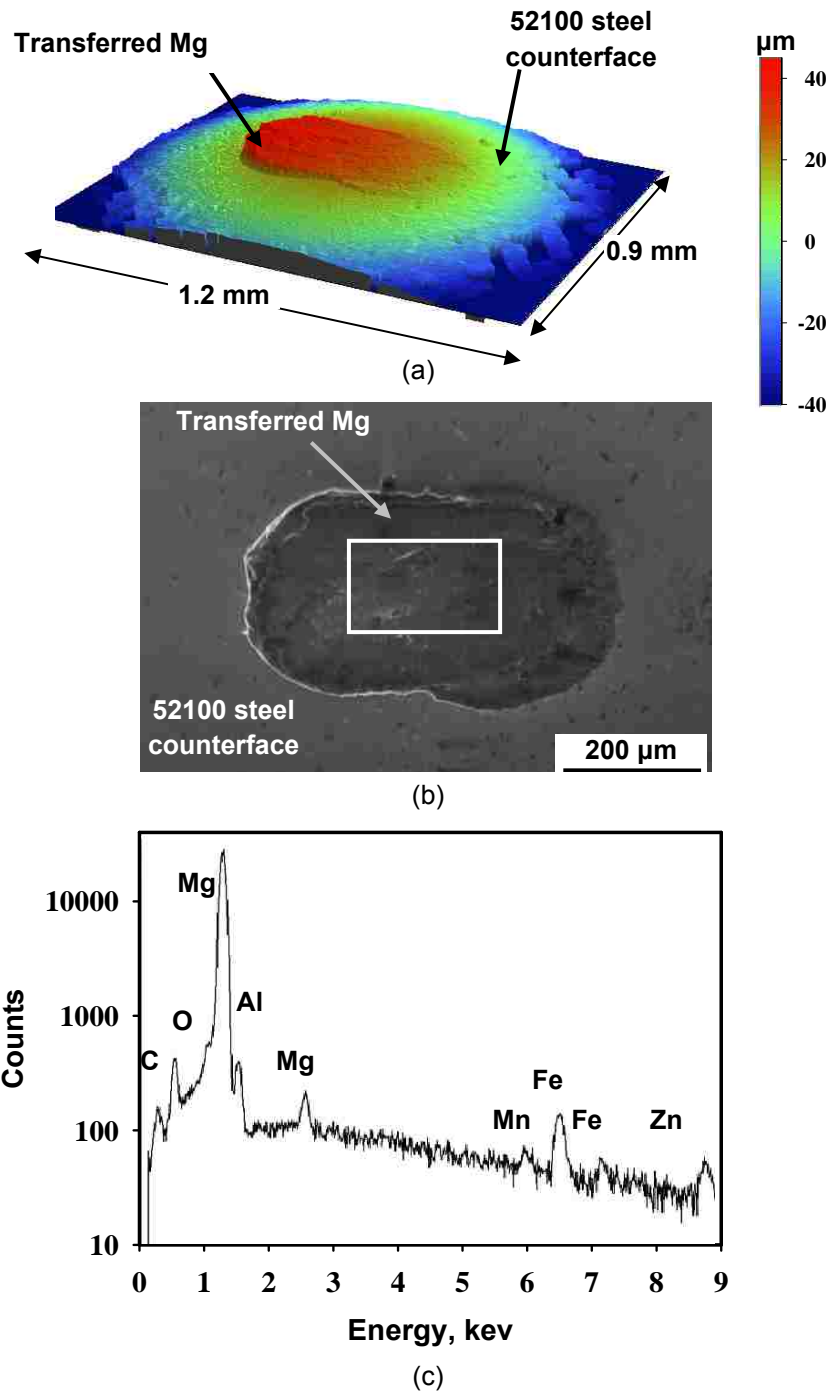 Transferred Mg
52100 steel
counterface
µm
40
20
0
-20
-40
0.9 mm
1.2 mm
(a)
Transferred Mg
52100 steel
counterface
200 µm
(b)
10000
1000
100
10
Counts
C
O
Mg
Al
Mg
Mn
Fe
Fe
Zn
0 1 2 3 4 5 6 7 8 9
Energy, kev
(c)